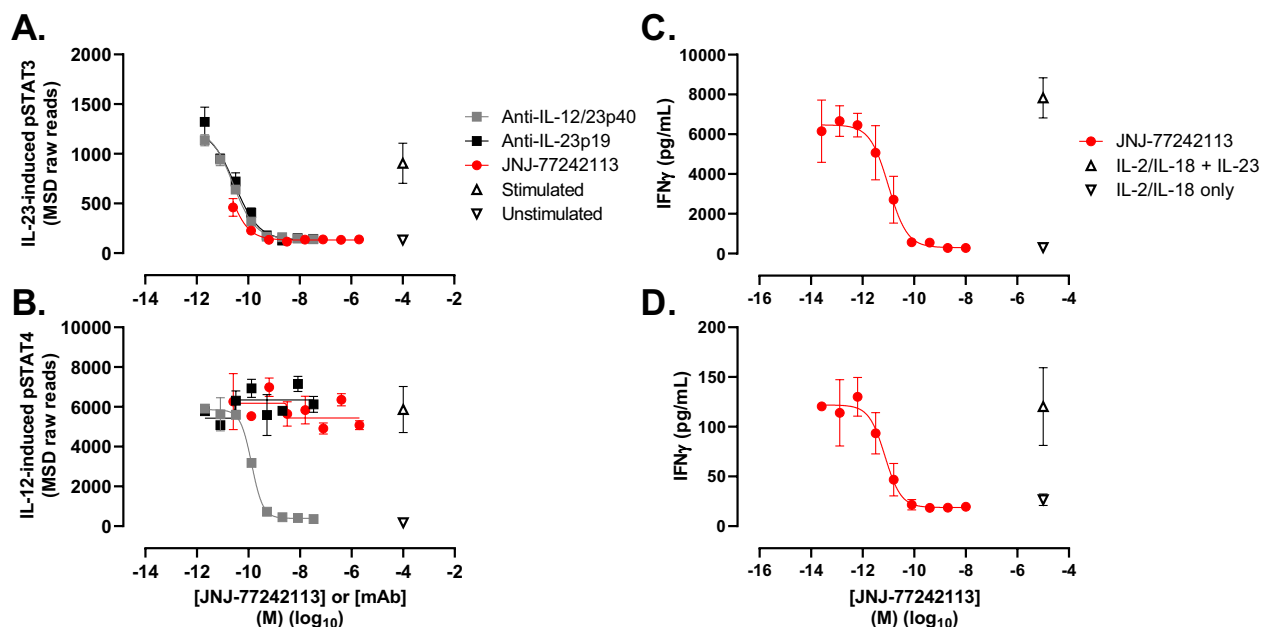 A.
2000
1500
1000
500
0
IL-23-induced pSTAT3
(MSD raw reads)
-14
-12
-10
-8
-6
-4
-2
Anti-IL-12/23p40
Anti-IL-23p19
JNJ-77242113
Stimulated
Unstimulated
B.
10000
8000
6000
4000
2000
0
IL-12-induced pSTAT4
(MSD raw reads)
-14
-12
-10
-8
-6
-4
-2
[JNJ-77242113] or [mAb]
(M) (log10)
C.
10000
8000
6000
4000
2000
0
IFNγ (pg/mL)
-16
-14
-12
-10
-8
-6
-4
JNJ-77242113
IL-2/IL-18 + IL-23
IL-2/IL-18 only
D.
200
150
100
50
0
IFNγ (pg/mL)
-16
-14
-12
-10
-8
-6
-4
[JNJ-77242113]
(M) (log10)